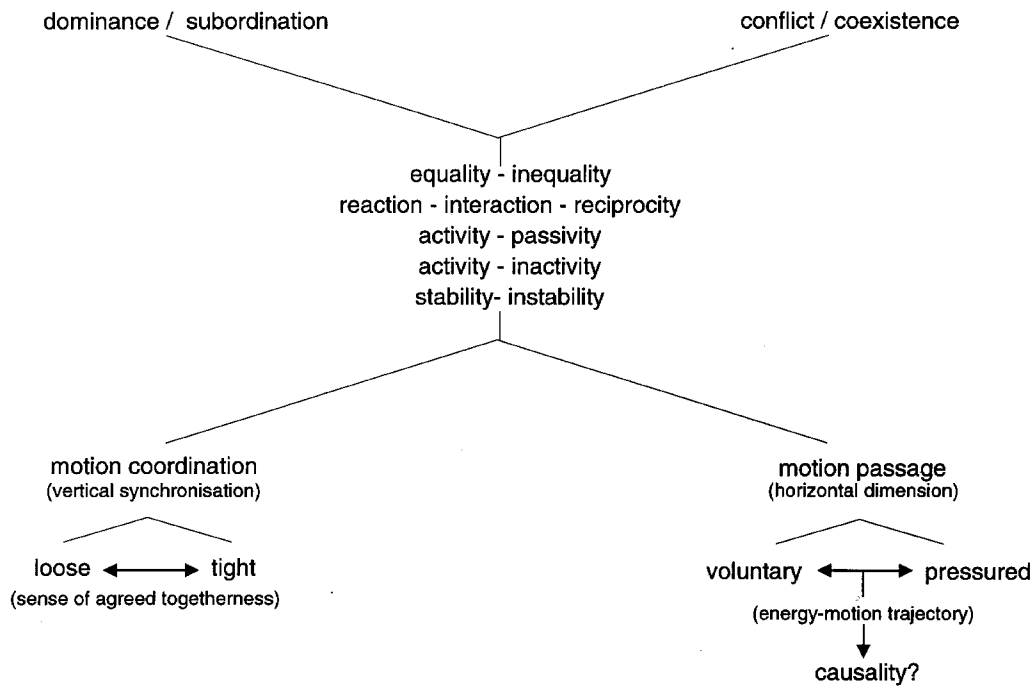 dominance / subordination
conflict / coexistence
equality - inequality
reaction - interaction - reciprocity
activity - passivity
activity - inactivity
stability- instability
motion coordination
(vertical synchronisation)
motion passage
(horizontal dimension)
loose
tight
(sense of agreed togetherness)
voluntary
pressured
(energy-motion trajectory)
causality?